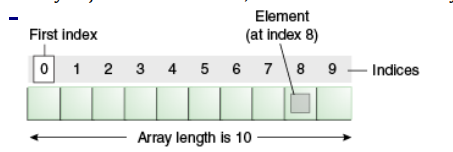 Element
First index
(at index 8)
0 1 2 3 4 5 6 7 8 9
Indices
Array length is 10